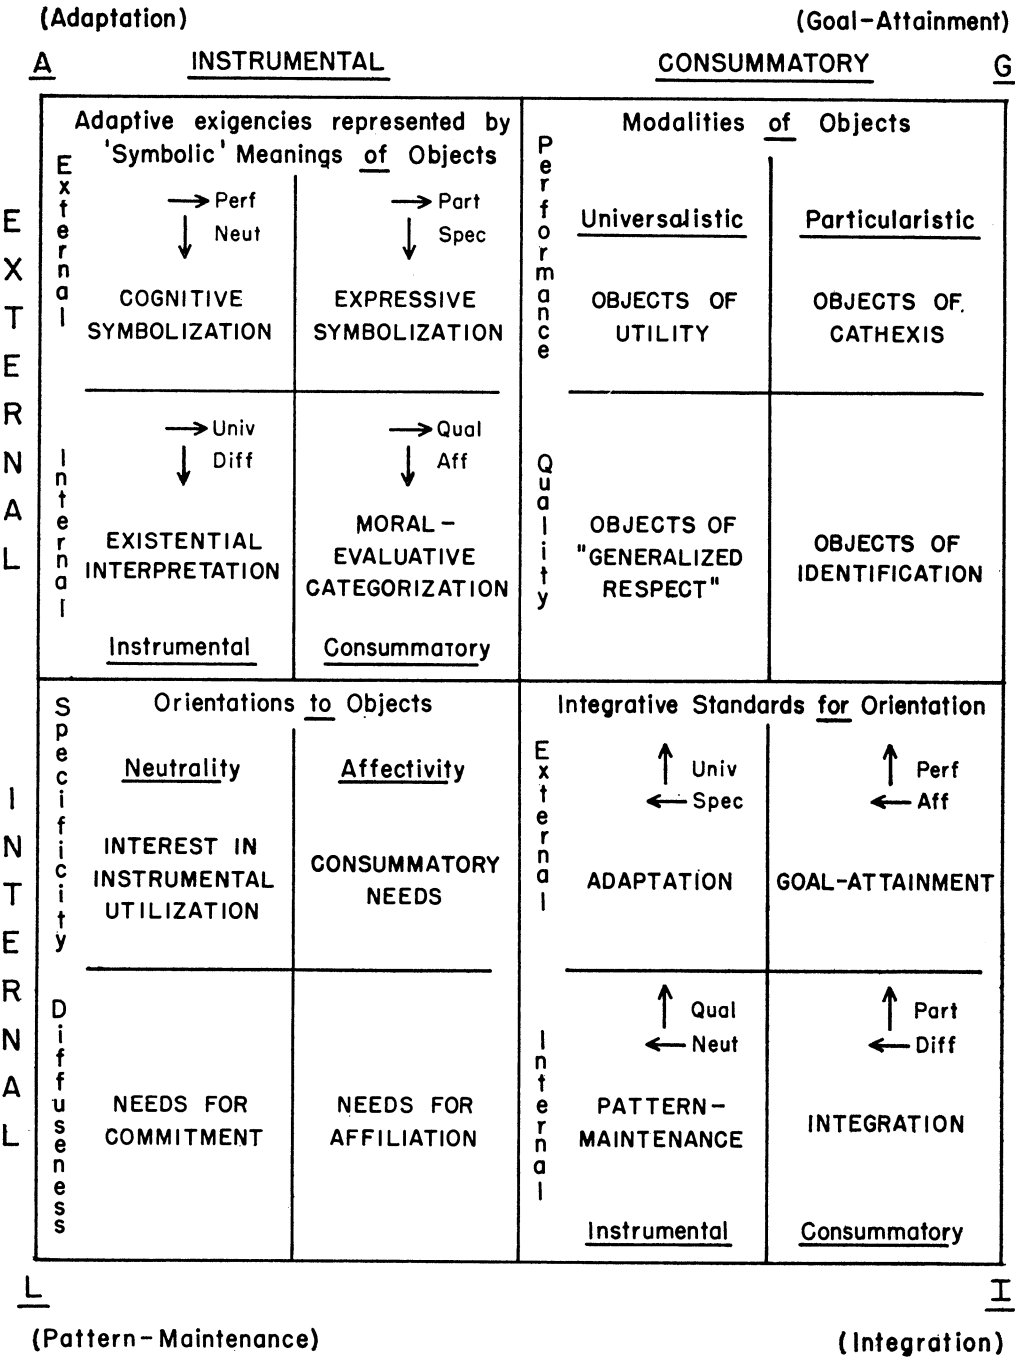 (Adaptation)
(Goal-Attainment)
A
INSTRUMENTAL
CONSUMMATORY
G
EXTERNAL
Adaptive exigencies represented by
'Symbolic' Meanings of Objects
External
→ Perf
↓ Neut
COGNITIVE
SYMBOLIZATION
→ Part
↓ Spec
EXPRESSIVE
SYMBOLIZATION
Internal
→ Univ
↓ Diff
EXISTENTIAL
INTERPRETATION
→ Qual
↓ Aff
MORAL-
EVALUATIVE
CATEGORIZATION
Instrumental
Consummatory
Modalities of Objects
Performance
Universalistic
Particularistic
OBJECTS OF
UTILITY
OBJECTS OF
CATHEXIS
Quality
OBJECTS OF
"GENERALIZED
RESPECT"
OBJECTS OF
IDENTIFICATION
INTERNAL
Orientations to Objects
Specificity
Neutrality
Affectivity
INTEREST IN
INSTRUMENTAL
UTILIZATION
CONSUMMATORY
NEEDS
Diffuseness
NEEDS FOR
COMMITMENT
NEEDS FOR
AFFILIATION
Integrative Standards for Orientation
External
↑ Univ
← Spec
ADAPTATION
↑ Perf
← Aff
GOAL-ATTAINMENT
Internal
↑ Qual
← Neut
PATTERN-
MAINTENANCE
↑ Part
← Diff
INTEGRATION
Instrumental
Consummatory
L
I
(Pattern-Maintenance)
(Integration)